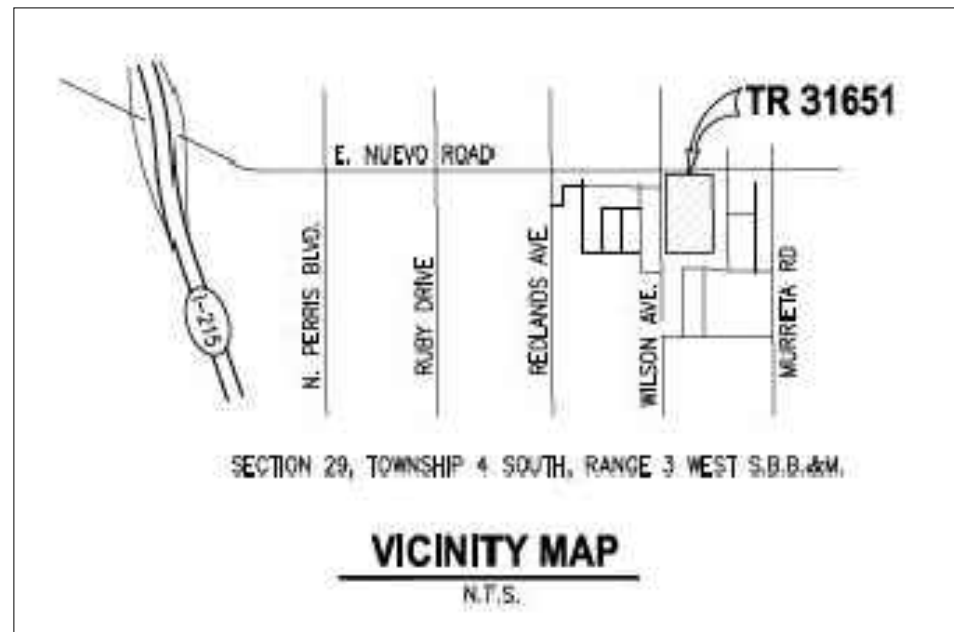 TR 31651
E. NUEVO ROAD
N. PERRIS BLVD.
RUBY DRIVE
REDLANDS AVE.
WILSON AVE.
MURRETA RD
I-215
SECTION 29, TOWNSHIP 4 SOUTH, RANGE 3 WEST S.B.B.&M.
VICINITY MAP
N.T.S.